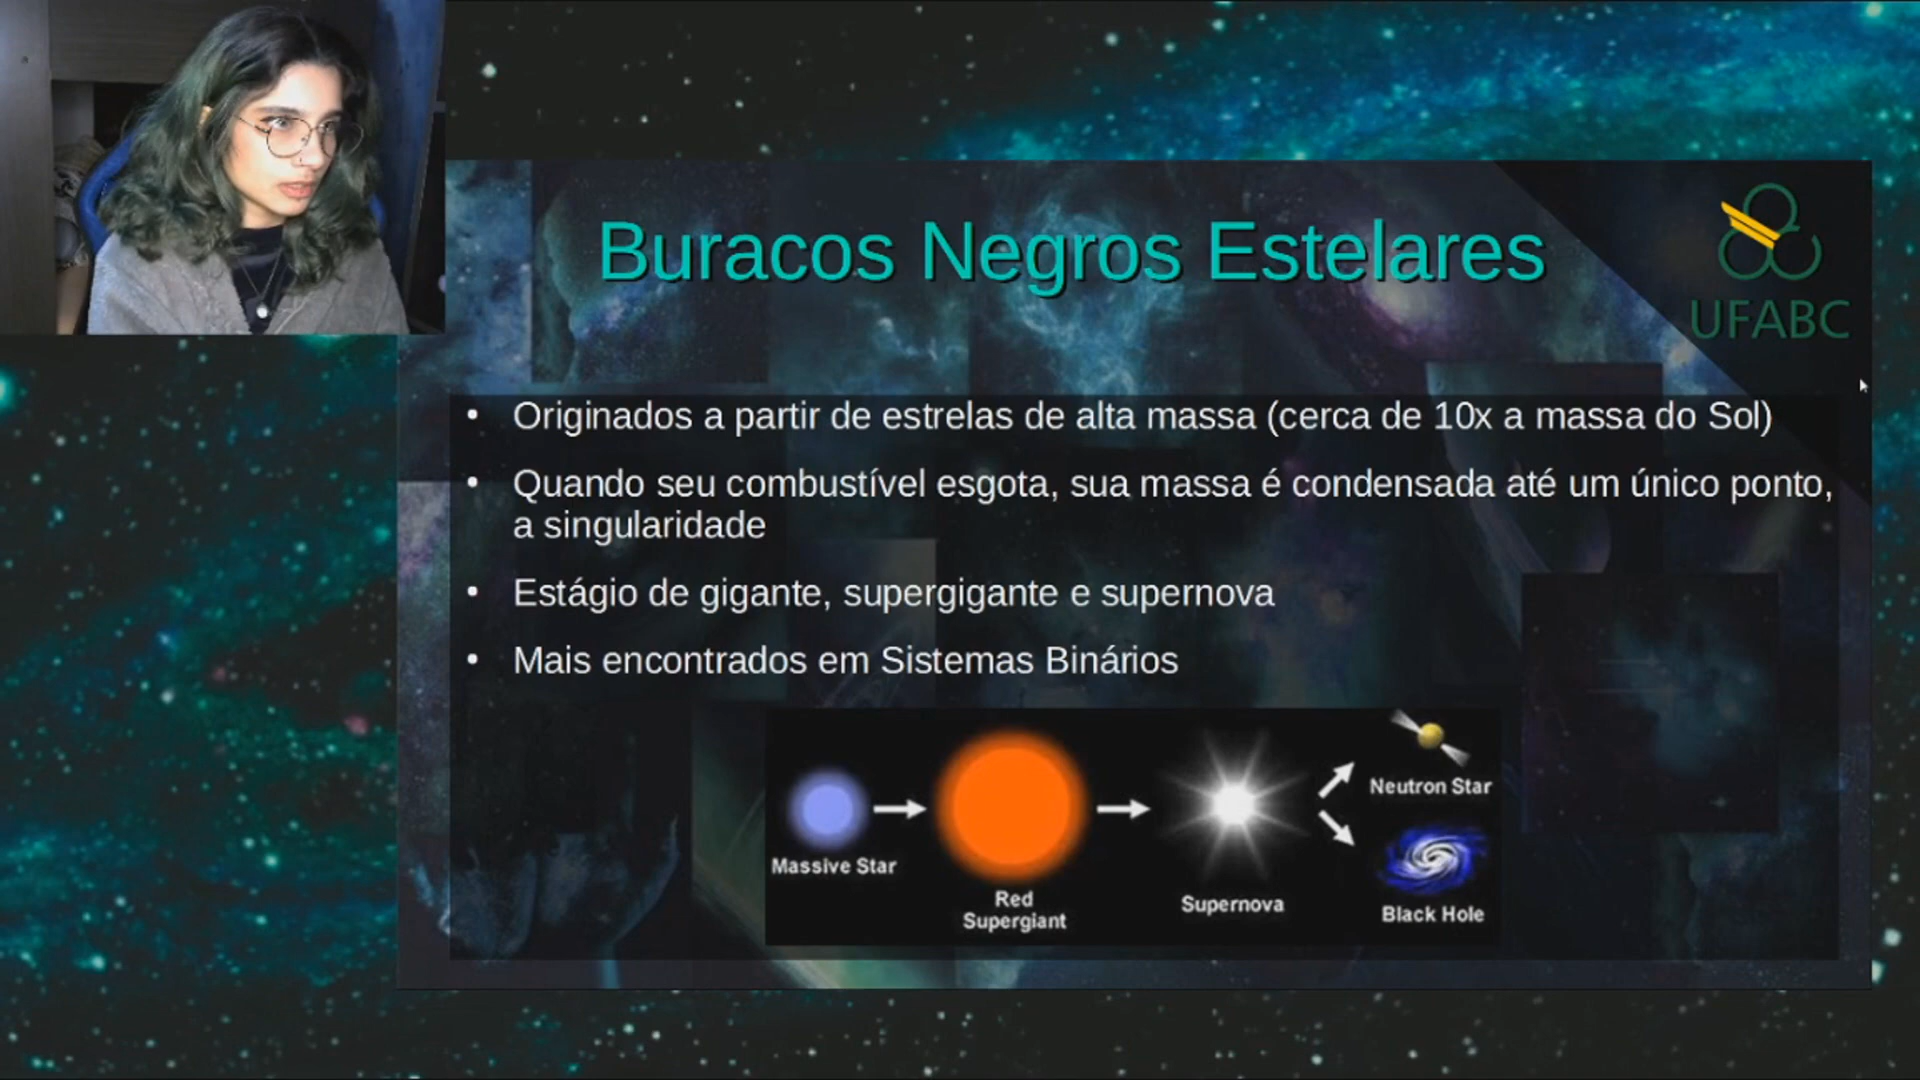 Buracos Negros Estelares
UFABC
• Originados a partir de estrelas de alta massa (cerca de 10x a massa do Sol)
• Quando seu combustível esgota, sua massa é condensada até um único ponto,
a singularidade
• Estágio de gigante, supergigante e supernova
• Mais encontrados em Sistemas Binários
Massive Star
Red
Supergiant
Supernova
Neutron Star
Black Hole